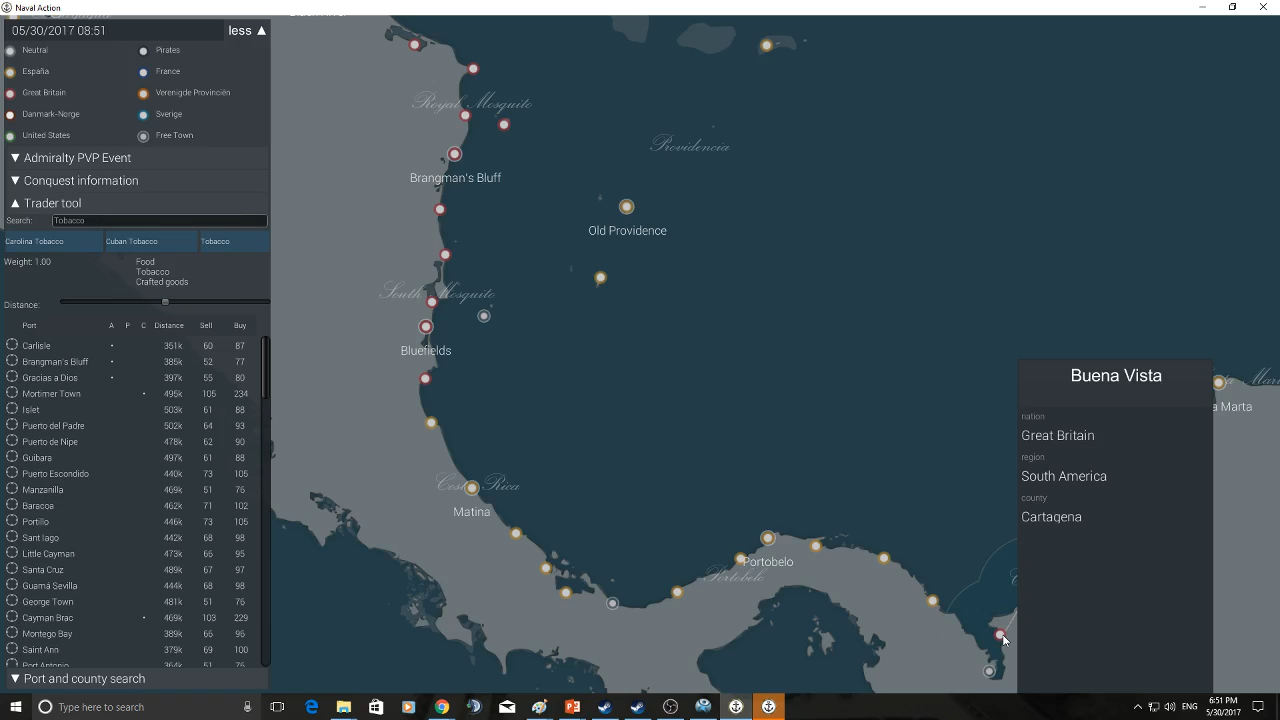 Naval Action
05/30/2017 08:51 less ▲
Neutral Pirates
España France
Great Britain Verenigde Provinciën
Danmark-Norge Sverige
United States Free Town
▼ Admiralty PVP Event
▼ Conquest information
▲ Trader tool
Search: Tobacco
Carolina Tobacco Cuban Tobacco Tobacco
Weight: 1.00 Food
Tobacco
Crafted goods
Distance:
Port A P C Distance Sell Buy
Carlisle • 351k 60 87
Brangman's Bluff • 385k 52 77
Gracias a Dios • 397k 55 80
Mortimer Town • 495k 105 234
Islet 503k 61 88
Puerto del Padre 502k 64 93
Puerto de Nipe 478k 62 90
Guibara 497k 61 88
Puerto Escondido 440k 73 105
Manzanilla 469k 51 75
Baracoa 462k 71 102
Portillo 446k 73 105
Sant Iago 442k 68 98
Little Cayman 473k 66 95
Santa Cruz 489k 67 97
Guama Sevilla 444k 68 98
George Town 481k 51 75
Cayman Brac • 469k 103 229
Montego Bay 389k 66 96
Saint Ann 379k 69 100
Port Antonio 364k 51 75
▼ Port and county search
Royal Mosquito
Providencia
Brangman's Bluff
Old Providence
South Mosquito
Bluefields
Costa Rica
Matina
Portobelo
Portobelo
a Marta
Buena Vista
nation
Great Britain
region
South America
county
Cartagena
Type here to search
ENG
6:51 PM
5/30/2017